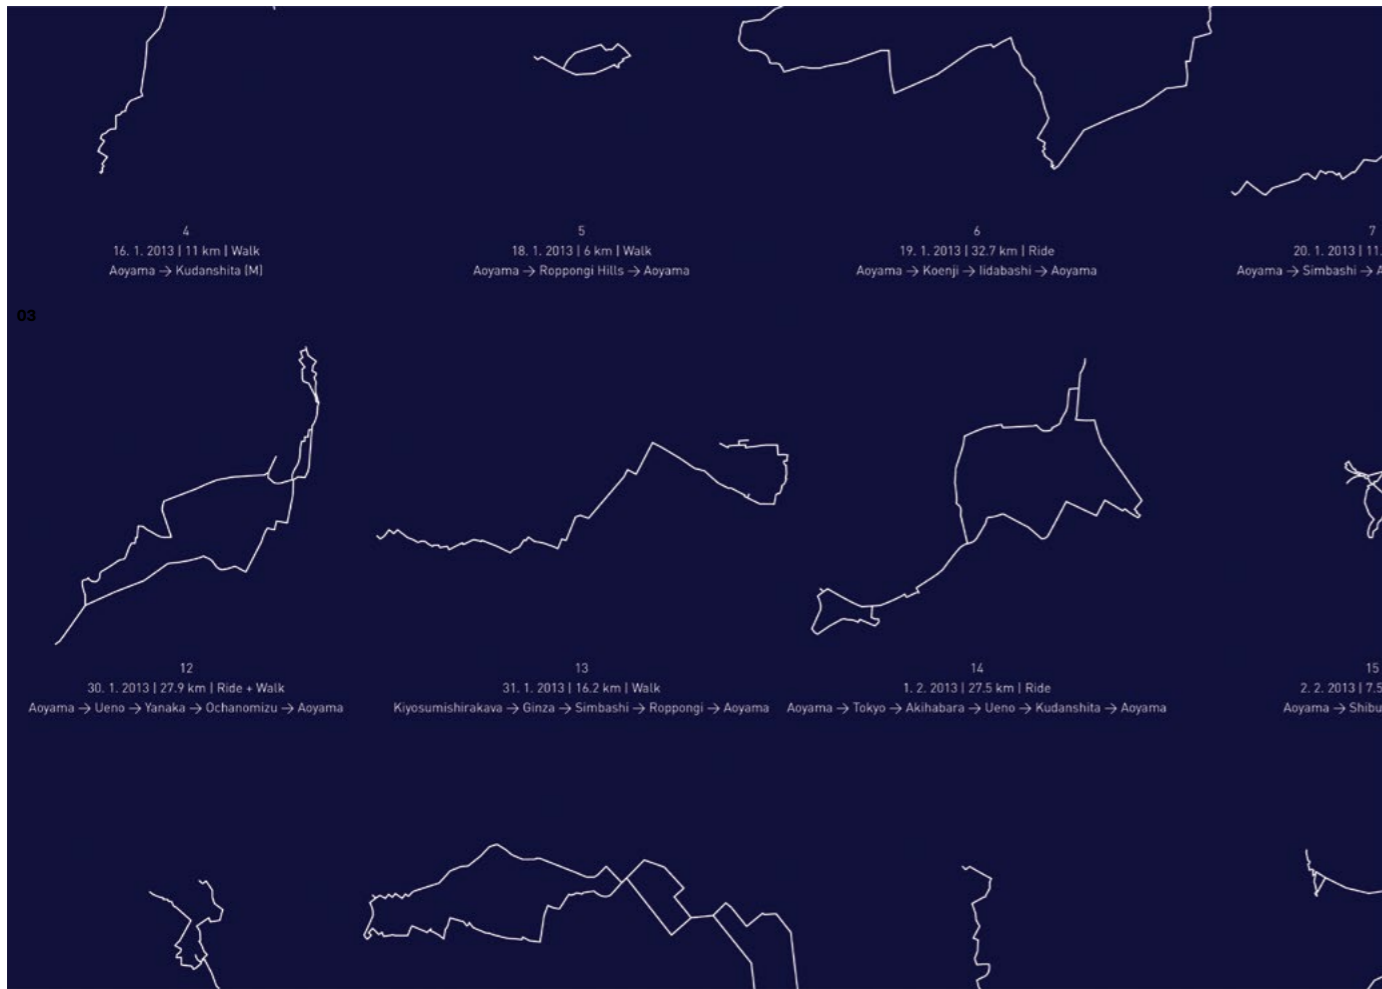 4
16. 1. 2013 | 11 km | Walk
Aoyama → Kudanshita (M)
5
18. 1. 2013 | 6 km | Walk
Aoyama → Roppongi Hills → Aoyama
6
19. 1. 2013 | 32.7 km | Ride
Aoyama → Koenji → Iidabashi → Aoyama
7
20. 1. 2013 | 11.
Aoyama → Simbashi → A
03
12
30. 1. 2013 | 27.9 km | Ride + Walk
Aoyama → Ueno → Yanaka → Ochanomizu → Aoyama
13
31. 1. 2013 | 16.2 km | Walk
Kiyosumishirakava → Ginza → Simbashi → Roppongi → Aoyama
14
1. 2. 2013 | 27.5 km | Ride
Aoyama → Tokyo → Akihabara → Ueno → Kudanshita → Aoyama
15
2. 2. 2013 | 7.5
Aoyama → Shibu